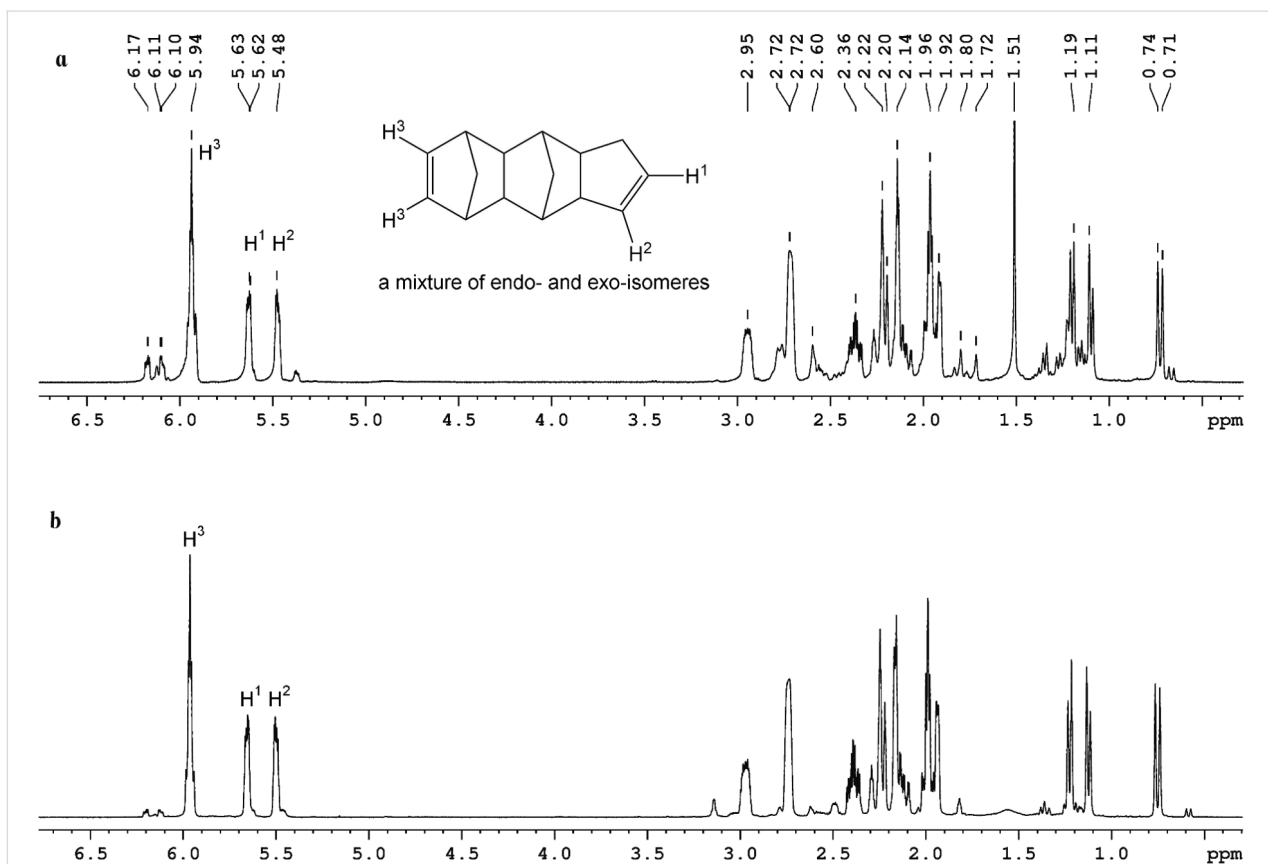 a
6.17 6.11 6.10 5.94 5.63 5.62 5.48 2.95 2.72 2.72 2.60 2.36 2.22 2.20 2.14 1.96 1.92 1.80 1.72 1.51 1.19 1.11 0.74 0.71
H³
H¹ H²
H³
H³
H¹
H²
a mixture of endo- and exo-isomeres
6.5 6.0 5.5 5.0 4.5 4.0 3.5 3.0 2.5 2.0 1.5 1.0 ppm
b
H³
H¹ H²
6.5 6.0 5.5 5.0 4.5 4.0 3.5 3.0 2.5 2.0 1.5 1.0 ppm